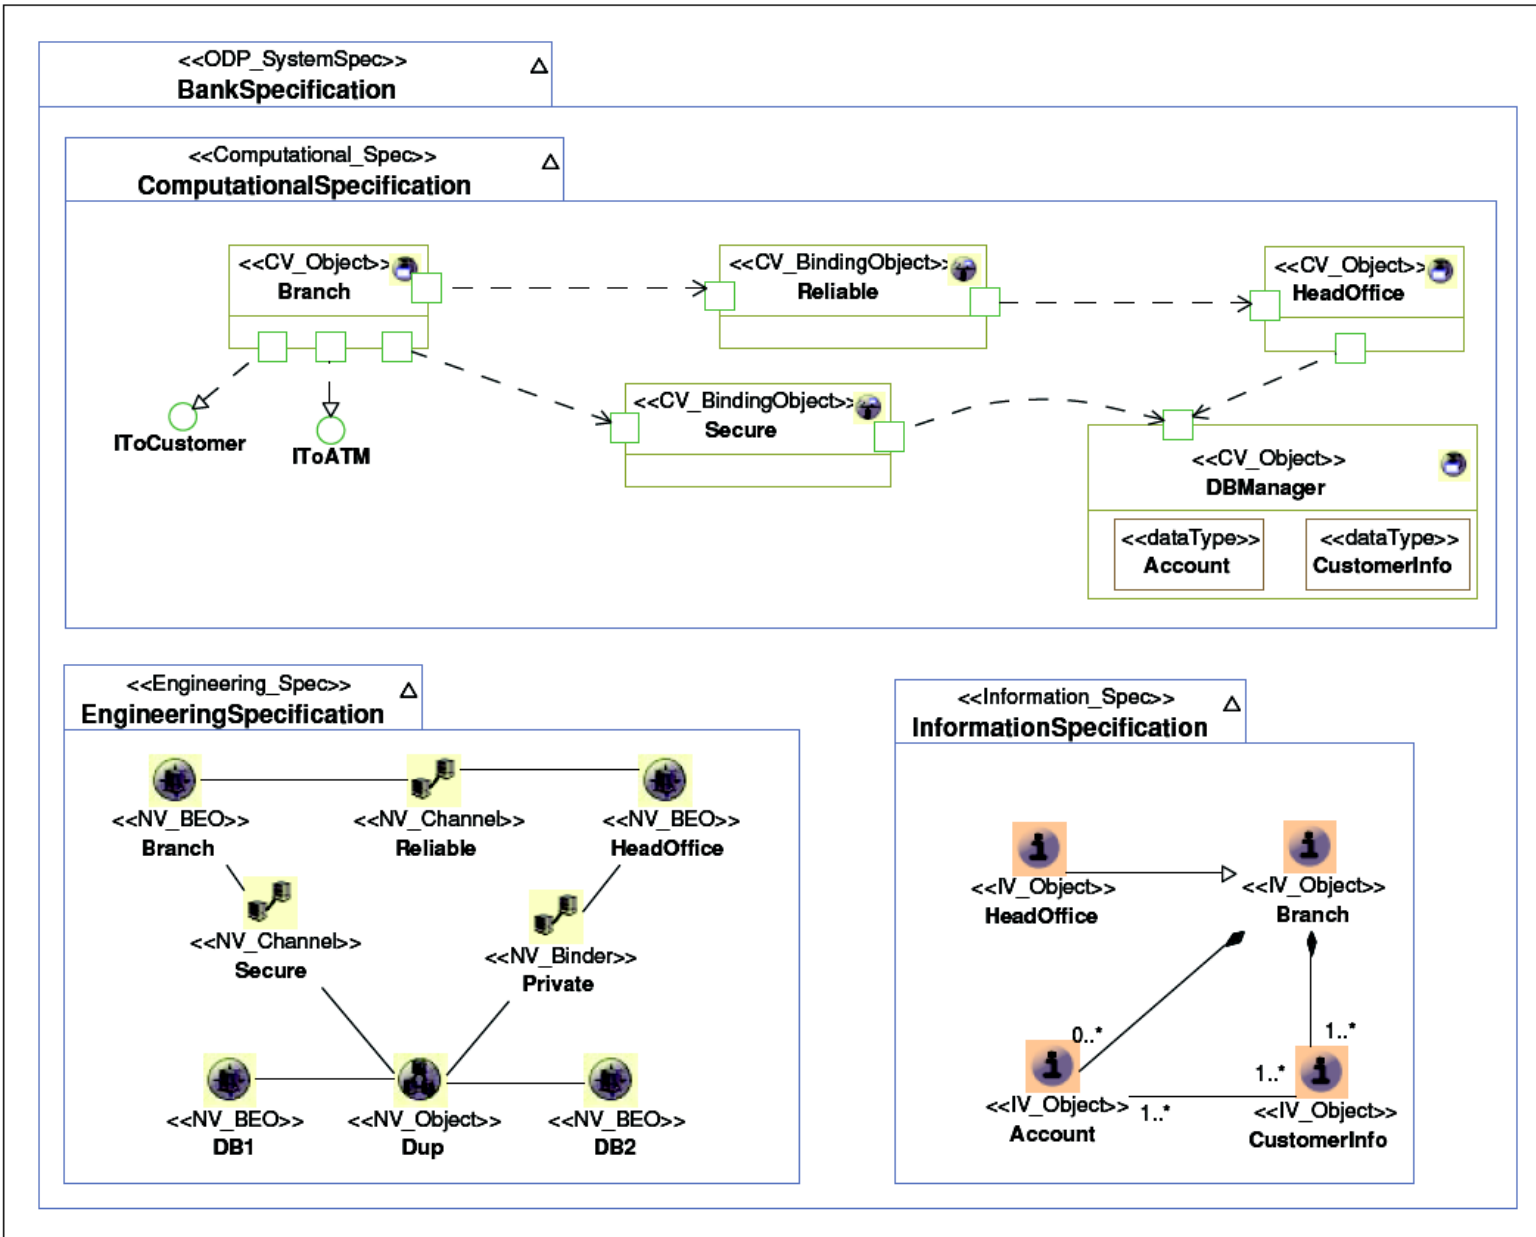 <<ODP_SystemSpec>>
BankSpecification
<<Computational_Spec>>
ComputationalSpecification
<<CV_Object>>
Branch
<<CV_BindingObject>>
Reliable
<<CV_Object>>
HeadOffice
IToCustomer
IToATM
<<CV_BindingObject>>
Secure
<<CV_Object>>
DBManager
<<dataType>>
Account
<<dataType>>
CustomerInfo
<<Engineering_Spec>>
EngineeringSpecification
<<NV_BEO>>
Branch
<<NV_Channel>>
Reliable
<<NV_BEO>>
HeadOffice
<<NV_Channel>>
Secure
<<NV_Binder>>
Private
<<NV_BEO>>
DB1
<<NV_Object>>
Dup
<<NV_BEO>>
DB2
<<Information_Spec>>
InformationSpecification
<<IV_Object>>
HeadOffice
<<IV_Object>>
Branch
0..*
1..*
1..*
1..*
<<IV_Object>>
Account
<<IV_Object>>
CustomerInfo